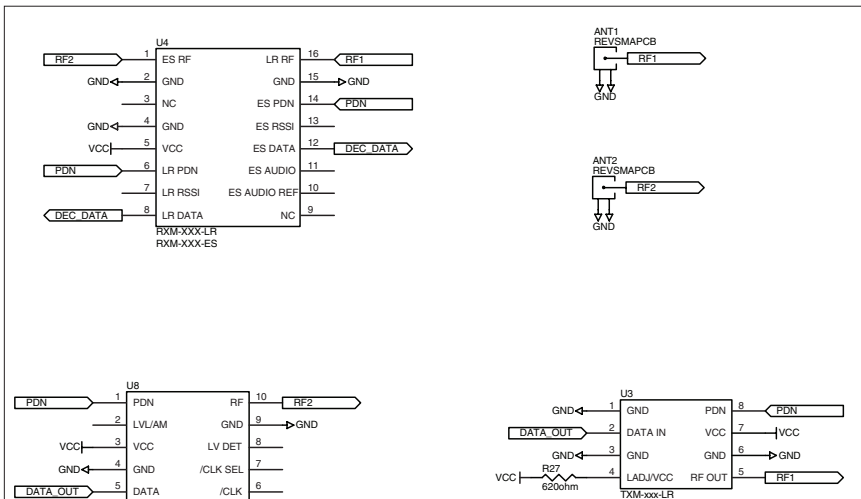 U4
RF2 1 ES RF LR RF 16 RF1
GND 2 GND GND 15 GND
3 NC ES PDN 14 PDN
GND 4 GND ES RSSI 13
VCC 5 VCC ES DATA 12 DEC_DATA
PDN 6 LR PDN ES AUDIO 11
7 LR RSSI ES AUDIO REF 10
DEC_DATA 8 LR DATA NC 9
RXM-XXX-LR
RXM-XXX-ES
ANT1
REVSMAPCB
RF1
GND
ANT2
REVSMAPCB
RF2
GND
U8
PDN 1 PDN RF 10 RF2
2 LVL/AM GND 9 GND
VCC 3 VCC LV DET 8
GND 4 GND /CLK SEL 7
DATA_OUT 5 DATA /CLK 6
U3
GND 1 GND PDN 8 PDN
DATA_OUT 2 DATA IN VCC 7 VCC
GND 3 GND GND 6 GND
VCC R27 4 LADJ/VCC RF OUT 5 RF1
620ohm
TXM-xxx-LR